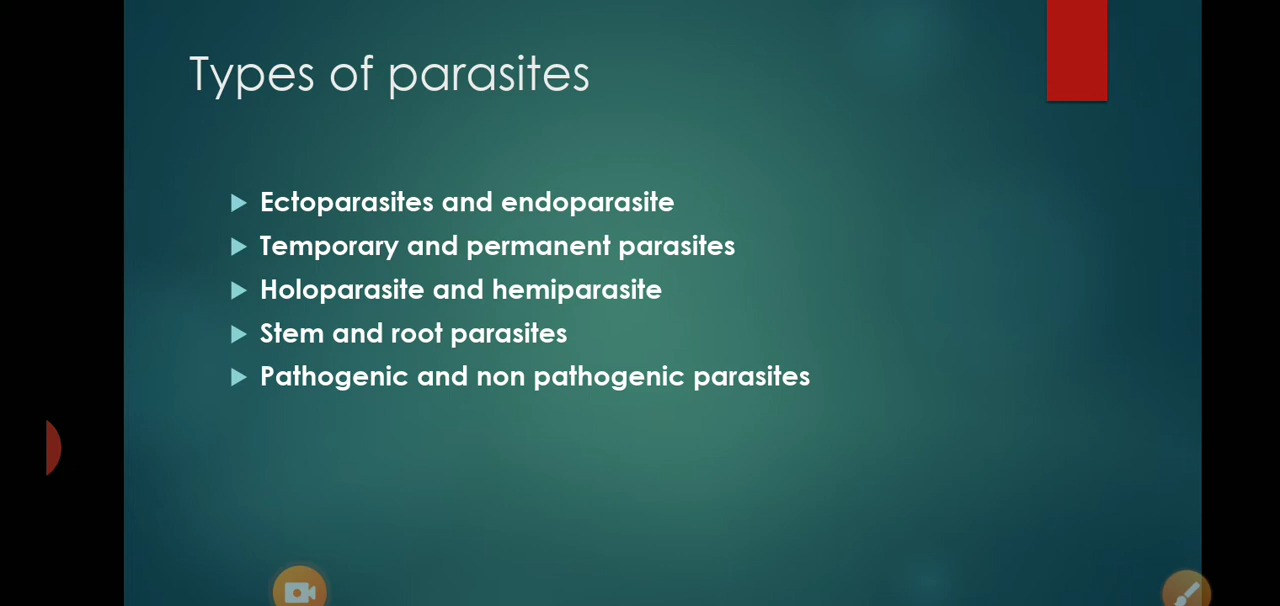 Types of parasites
Ectoparasites and endoparasite
Temporary and permanent parasites
Holoparasite and hemiparasite
Stem and root parasites
Pathogenic and non pathogenic parasites